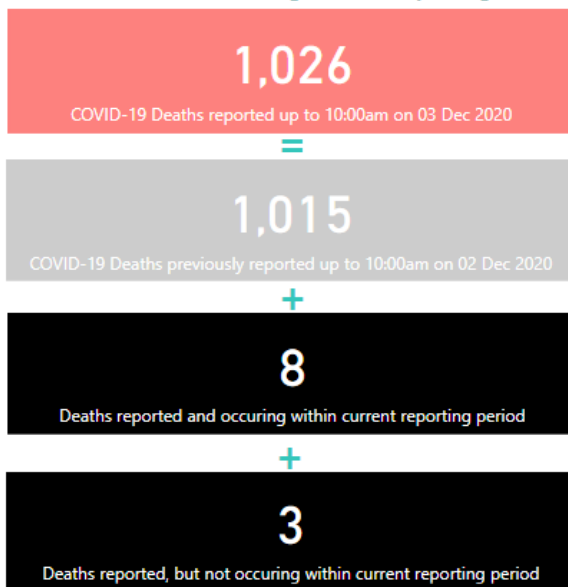 1,026
COVID-19 Deaths reported up to 10:00am on 03 Dec 2020
=
1,015
COVID-19 Deaths previously reported up to 10:00am on 02 Dec 2020
+
8
Deaths reported and occuring within current reporting period
+
3
Deaths reported, but not occuring within current reporting period